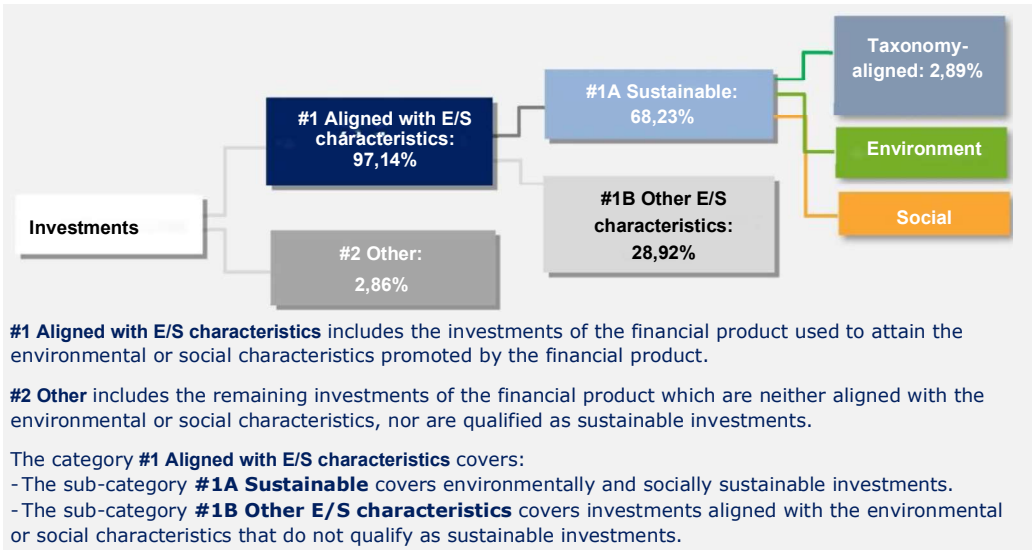 Taxonomy-
aligned: 2,89%
#1A Sustainable:
68,23%
#1 Aligned with E/S
characteristics:
97,14%
Environment
#1B Other E/S
characteristics:
28,92%
Social
Investments
#2 Other:
2,86%
#1 Aligned with E/S characteristics includes the investments of the financial product used to attain the
environmental or social characteristics promoted by the financial product.
#2 Other includes the remaining investments of the financial product which are neither aligned with the
environmental or social characteristics, nor are qualified as sustainable investments.
The category #1 Aligned with E/S characteristics covers:
- The sub-category #1A Sustainable covers environmentally and socially sustainable investments.
- The sub-category #1B Other E/S characteristics covers investments aligned with the environmental
or social characteristics that do not qualify as sustainable investments.